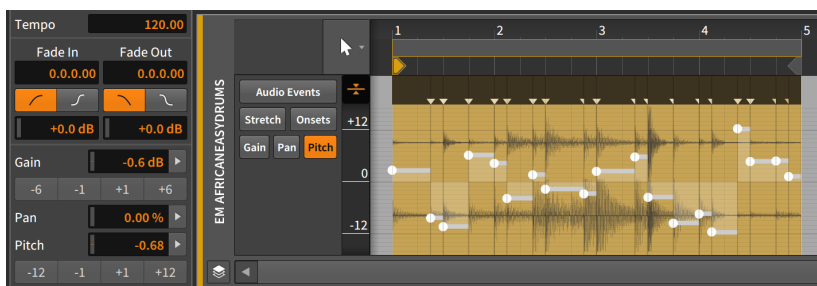 Tempo 120.00
Fade In Fade Out
0.0.0.00 0.0.0.00
+0.0 dB +0.0 dB
Gain -0.6 dB
-6 -1 +1 +6
Pan 0.00 %
Pitch -0.68
-12 -1 +1 +12
EM AFRICANEASYDRUMS
Audio Events
Stretch Onsets
Gain Pan Pitch
+12
0
-12
1 2 3 4 5